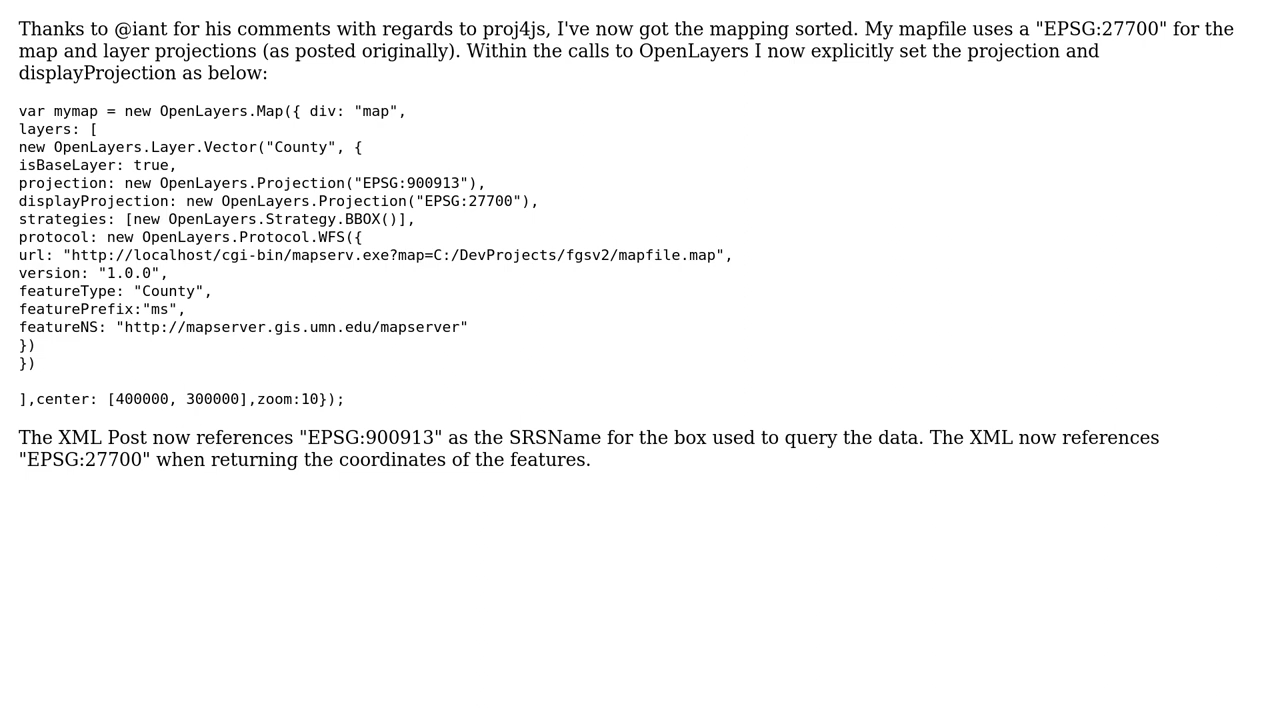 Thanks to @iant for his comments with regards to proj4js, I've now got the mapping sorted. My mapfile uses a "EPSG:27700" for the
map and layer projections (as posted originally). Within the calls to OpenLayers I now explicitly set the projection and
displayProjection as below:
var mymap = new OpenLayers.Map({ div: "map",
layers: [
new OpenLayers.Layer.Vector("County", {
isBaseLayer: true,
projection: new OpenLayers.Projection("EPSG:900913"),
displayProjection: new OpenLayers.Projection("EPSG:27700"),
strategies: [new OpenLayers.Strategy.BBOX()],
protocol: new OpenLayers.Protocol.WFS({
url: "http://localhost/cgi-bin/mapserv.exe?map=C:/DevProjects/fgsv2/mapfile.map",
version: "1.0.0",
featureType: "County",
featurePrefix:"ms",
featureNS: "http://mapserver.gis.umn.edu/mapserver"
})
})
],center: [400000, 300000],zoom:10});
The XML Post now references "EPSG:900913" as the SRSName for the box used to query the data. The XML now references
"EPSG:27700" when returning the coordinates of the features.